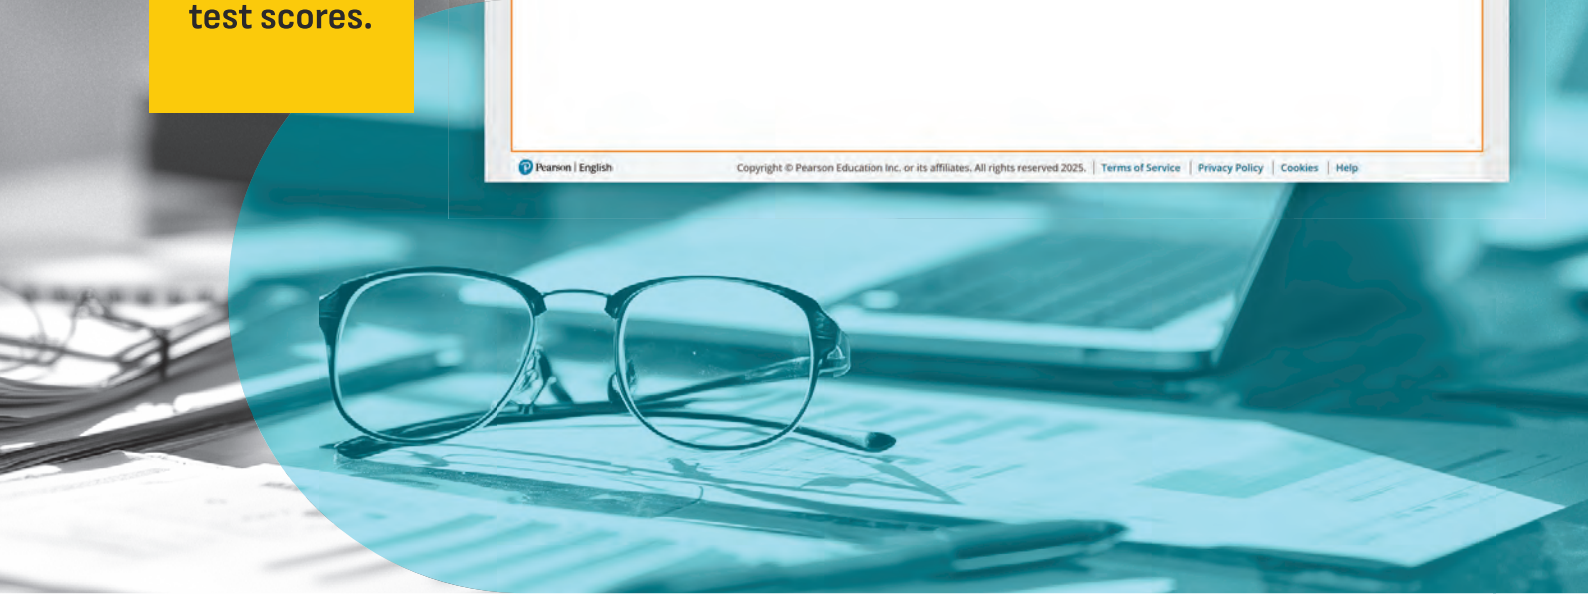 test scores.
Pearson | English
Copyright © Pearson Education Inc. or its affiliates. All rights reserved 2025. | Terms of Service | Privacy Policy | Cookies | Help